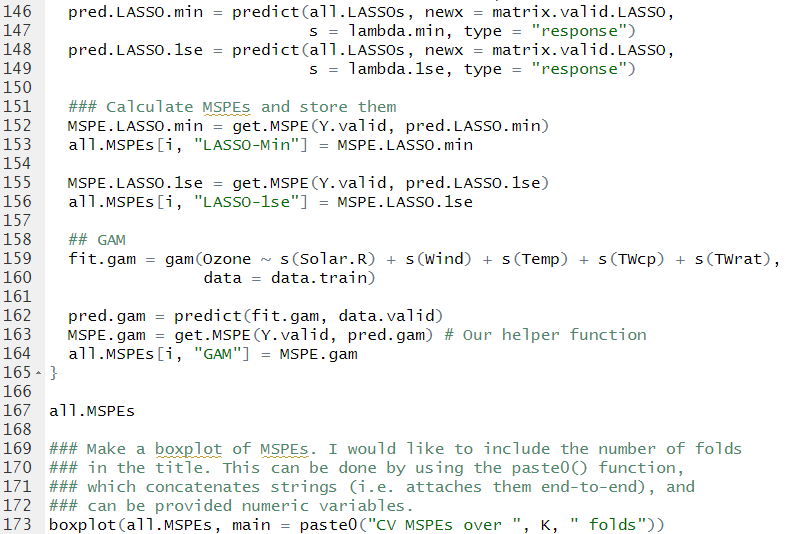 146 pred.LASSO.min = predict(all.LASSOs, newx = matrix.valid.LASSO,
147 s = lambda.min, type = "response")
148 pred.LASSO.1se = predict(all.LASSOs, newx = matrix.valid.LASSO,
149 s = lambda.1se, type = "response")
150
151 ### Calculate MSPEs and store them
152 MSPE.LASSO.min = get.MSPE(Y.valid, pred.LASSO.min)
153 all.MSPEs[i, "LASSO-Min"] = MSPE.LASSO.min
154
155 MSPE.LASSO.1se = get.MSPE(Y.valid, pred.LASSO.1se)
156 all.MSPEs[i, "LASSO-1se"] = MSPE.LASSO.1se
157
158 ## GAM
159 fit.gam = gam(Ozone ~ s(Solar.R) + s(Wind) + s(Temp) + s(TWcp) + s(TWrat),
160 data = data.train)
161
162 pred.gam = predict(fit.gam, data.valid)
163 MSPE.gam = get.MSPE(Y.valid, pred.gam) # Our helper function
164 all.MSPEs[i, "GAM"] = MSPE.gam
165 }
166
167 all.MSPEs
168
169 ### Make a boxplot of MSPEs. I would like to include the number of folds
170 ### in the title. This can be done by using the paste0() function,
171 ### which concatenates strings (i.e. attaches them end-to-end), and
172 ### can be provided numeric variables.
173 boxplot(all.MSPEs, main = paste0("CV MSPEs over ", K, " folds"))